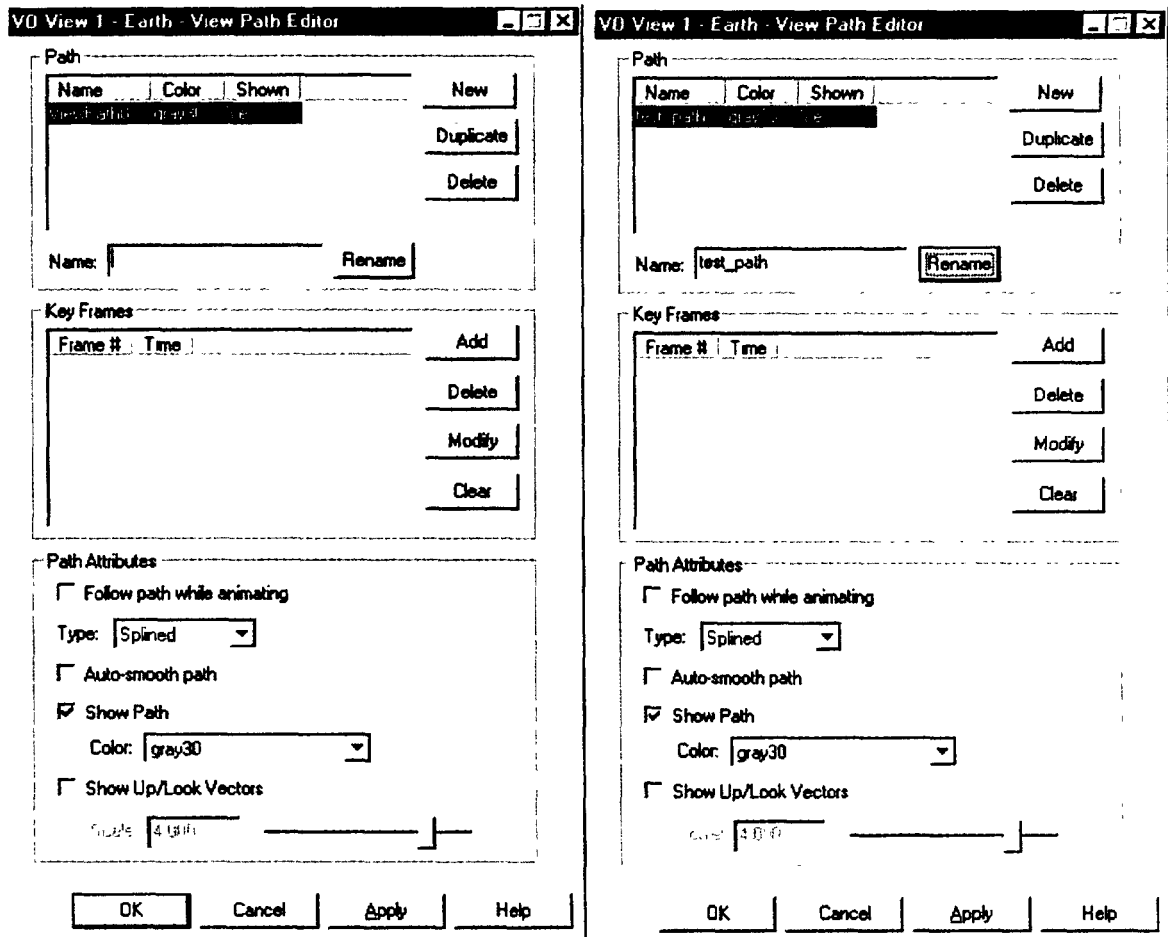 VO View 1 - Earth - View Path Editor
Path
Name Color Shown
New
Duplicate
Delete
Name:
Rename
Key Frames
Frame # Time
Add
Delete
Modify
Clear
Path Attributes
Follow path while animating
Type: Splined
Auto-smooth path
Show Path
Color: gray30
Show Up/Look Vectors
OK Cancel Apply Help
VO View 1 - Earth - View Path Editor
Path
Name Color Shown
test_path
New
Duplicate
Delete
Name: test_path
Rename
Key Frames
Frame # Time
Add
Delete
Modify
Clear
Path Attributes
Follow path while animating
Type: Splined
Auto-smooth path
Show Path
Color: gray30
Show Up/Look Vectors
OK Cancel Apply Help